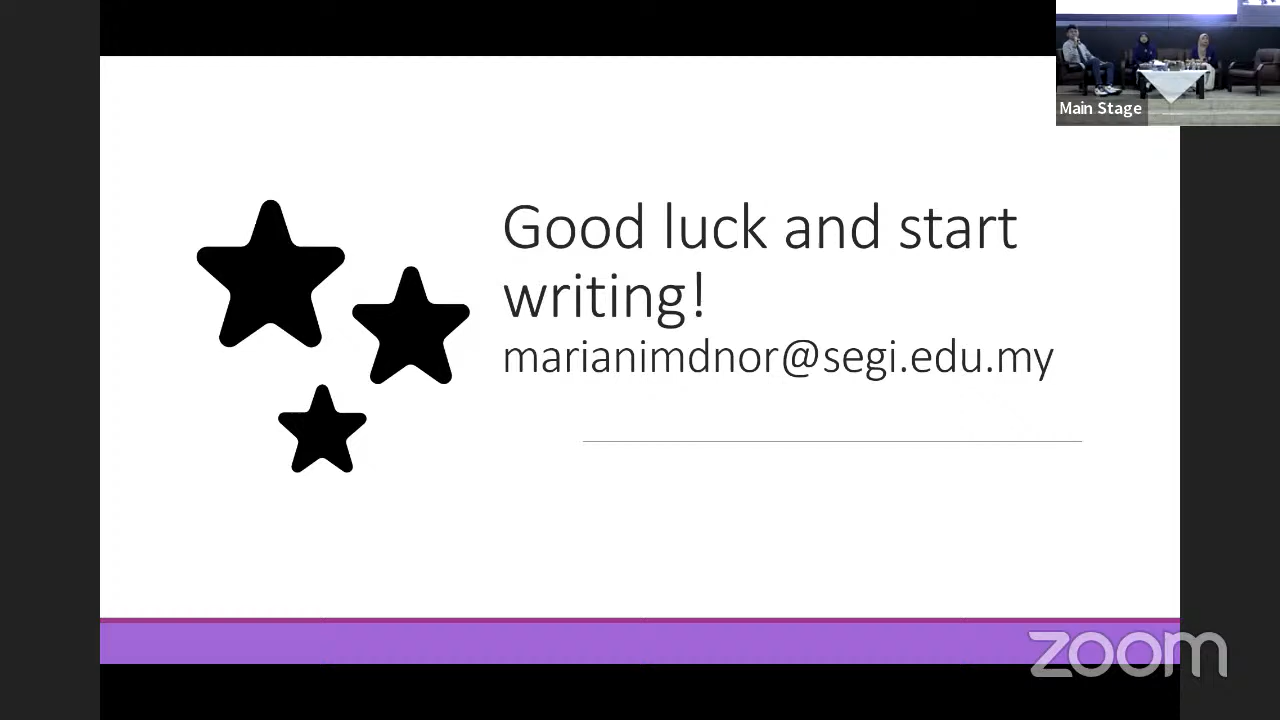 Main Stage
Good luck and start
writing!
marianimdnor@segi.edu.my
zoom